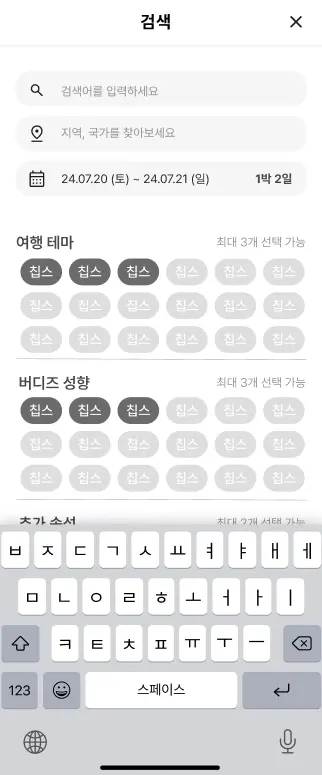 검색
검색어를 입력하세요
지역, 국가를 찾아보세요
24.07.20 (토) ~ 24.07.21 (일) 1박 2일
여행 테마 최대 3개 선택 가능
칩스 칩스 칩스 칩스 칩스 칩스
칩스 칩스 칩스 칩스 칩스 칩스
칩스 칩스 칩스 칩스 칩스 칩스
버디즈 성향 최대 3개 선택 가능
칩스 칩스 칩스 칩스 칩스 칩스
칩스 칩스 칩스 칩스 칩스 칩스
칩스 칩스 칩스 칩스 칩스 칩스
추가 속성 최대 2개 선택 가능
ㅂ ㅈ ㄷ ㄱ ㅅ ㅛ ㅕ ㅑ ㅐ ㅔ
ㅁ ㄴ ㅇ ㄹ ㅎ ㅗ ㅓ ㅏ ㅣ
ㅋ ㅌ ㅊ ㅍ ㅠ ㅜ ㅡ
123 스페이스